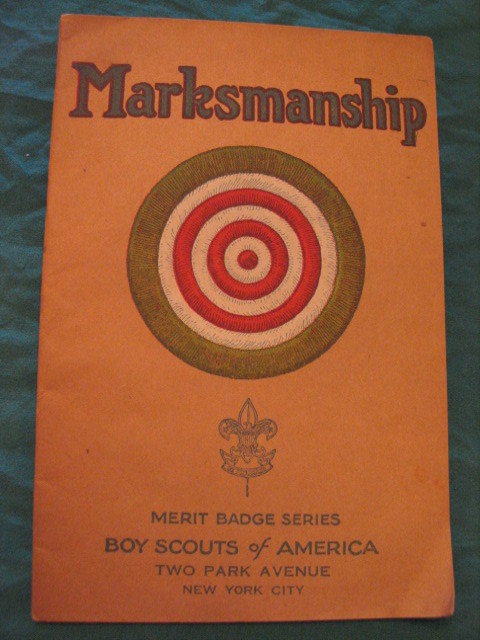 Marksmanship
MERIT BADGE SERIES
BOY SCOUTS of AMERICA
TWO PARK AVENUE
NEW YORK CITY